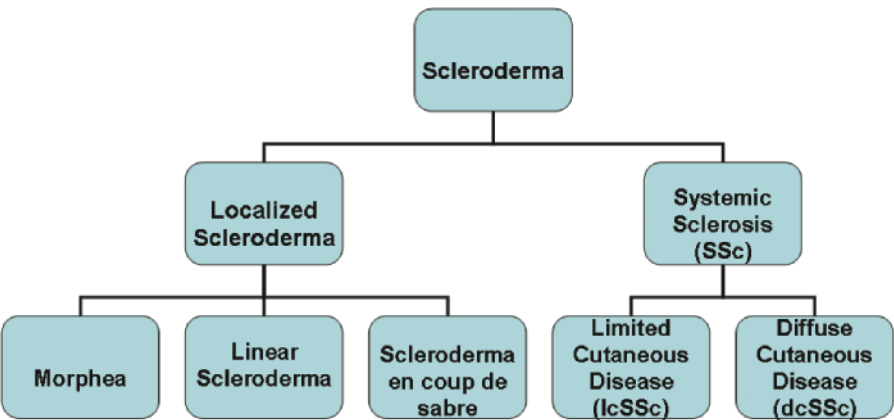 Scleroderma
Localized
Scleroderma
Systemic
Sclerosis
(SSc)
Morphea
Linear
Scleroderma
Scleroderma
en coup de
sabre
Limited
Cutaneous
Disease
(lcSSc)
Diffuse
Cutaneous
Disease
(dcSSc)